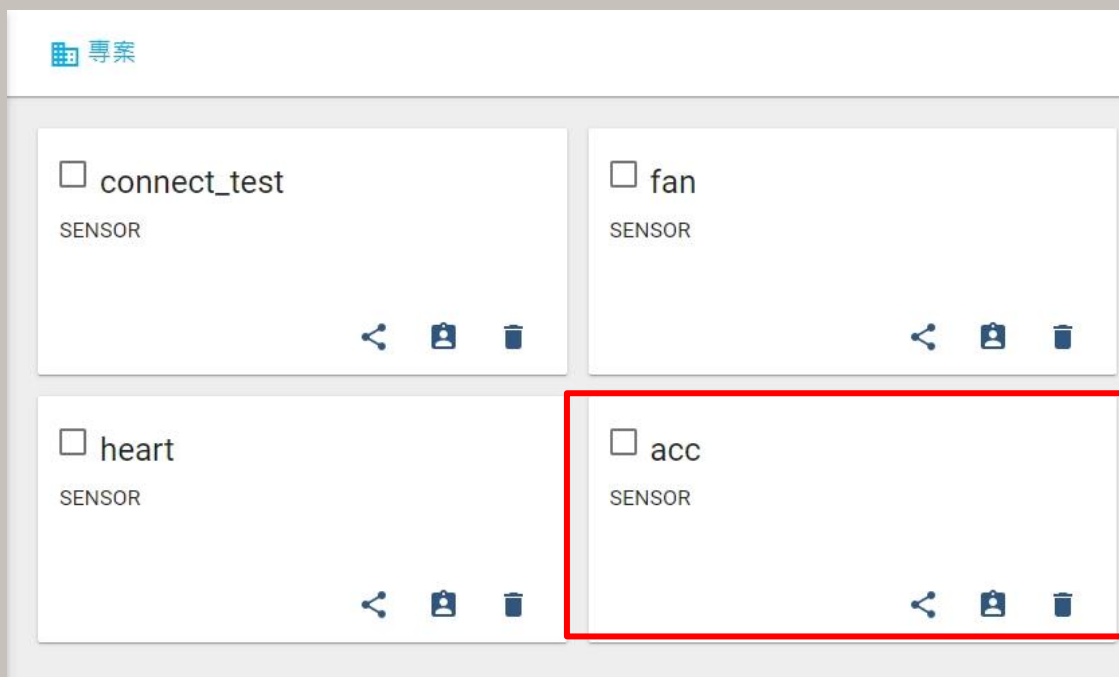 專案
connect_test
SENSOR
fan
SENSOR
heart
SENSOR
acc
SENSOR